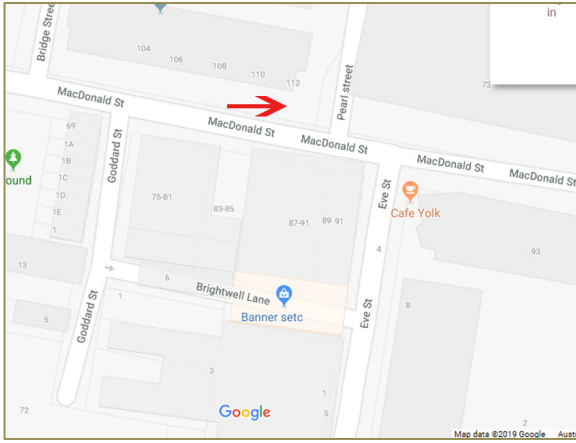 in
Bridge Stree
104
106
108
110
112
Pearl street
72
MacDonald St
MacDonald St
MacDonald St
MacDonald St
MacDonald St
69
1A
1B
1C
1D
1E
1
ound
Goddard St
75-81
83-85
87-91
89
91
Eve St
Cafe Yolk
4
93
13
6
1
Brightwell Lane
Banner setc
Eve St
8
5
Goddard St
3
1
5
72
Google
2
Map data ©2019 Google
Austr